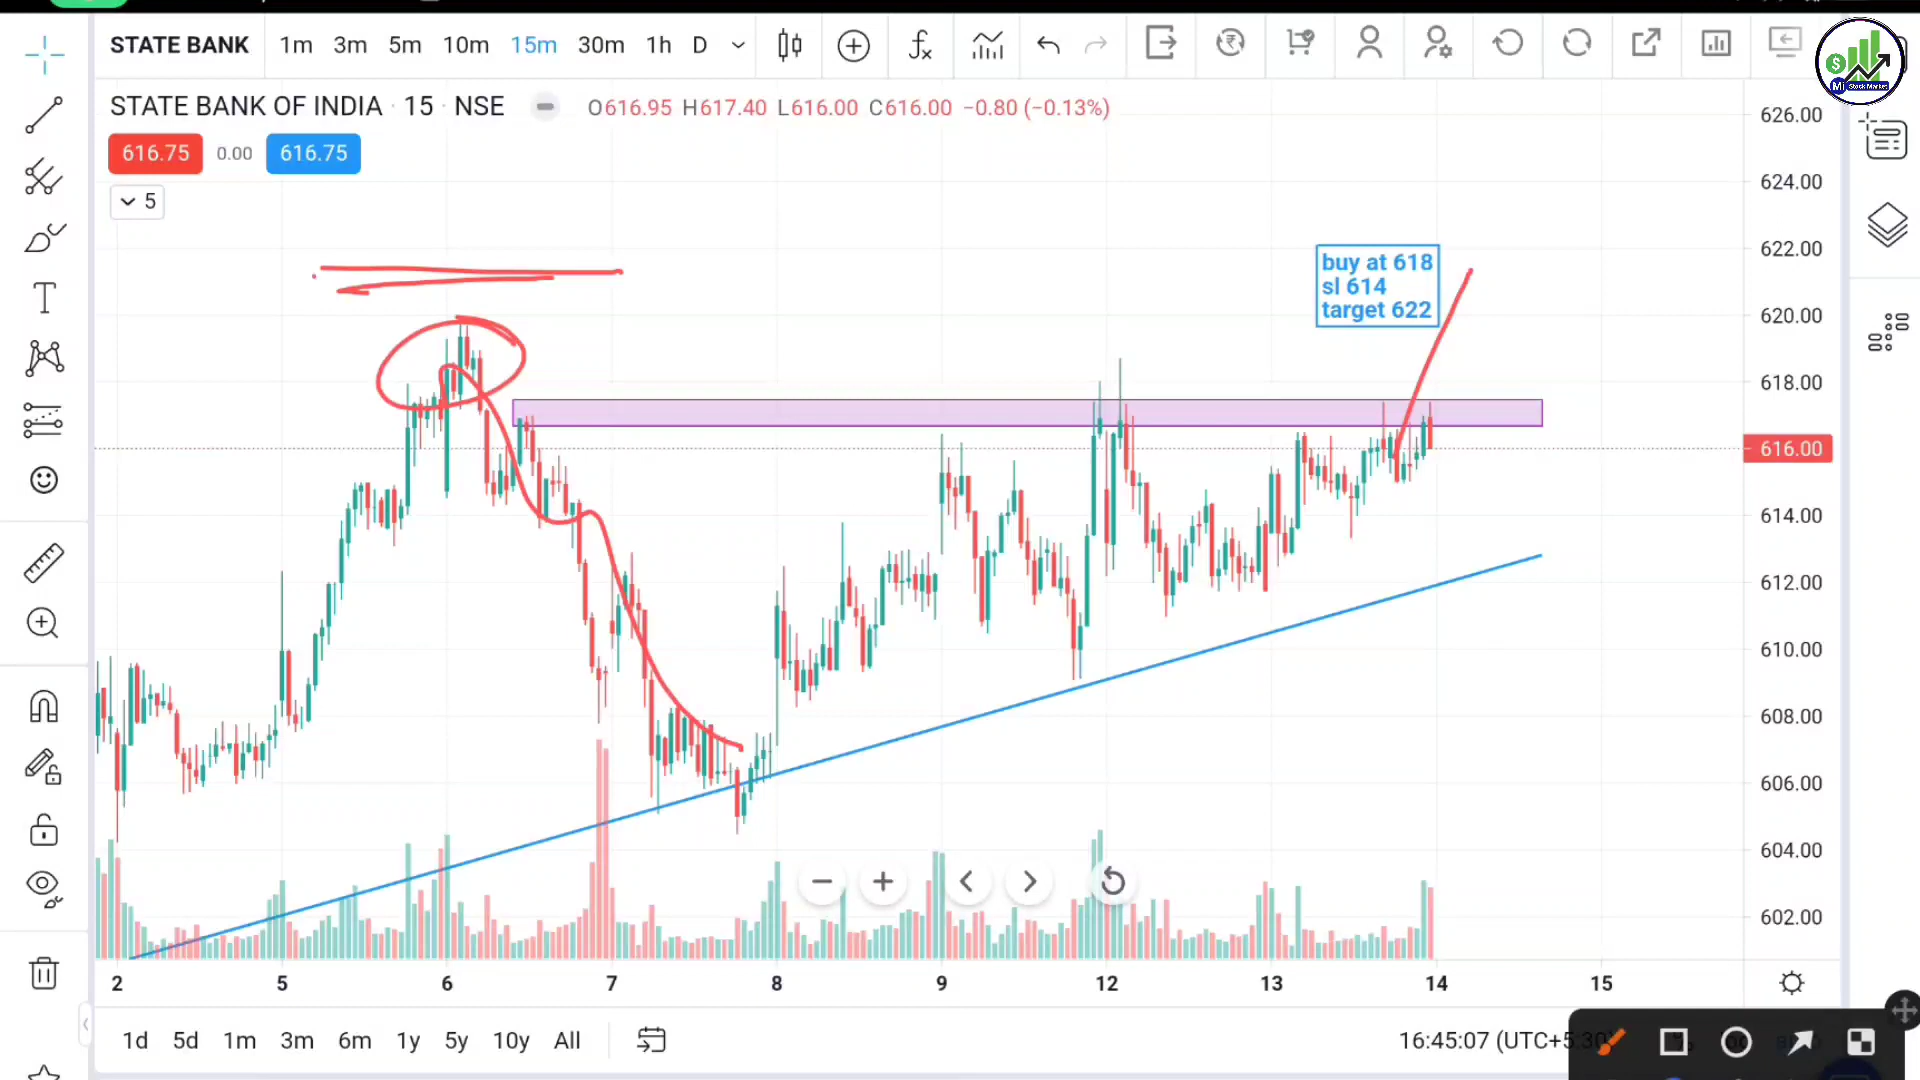 STATE BANK 1m 3m 5m 10m 15m 30m 1h D
STATE BANK OF INDIA · 15 · NSE O616.95 H617.40 L616.00 C616.00 −0.80 (−0.13%)
616.75 0.00 616.75
5
buy at 618
sl 614
target 622
626.00
624.00
622.00
620.00
618.00
616.00
614.00
612.00
610.00
608.00
606.00
604.00
602.00
2 5 6 7 8 9 12 13 14 15
1d 5d 1m 3m 6m 1y 5y 10y All
16:45:07 (UTC+5:30
Mi Stock Market